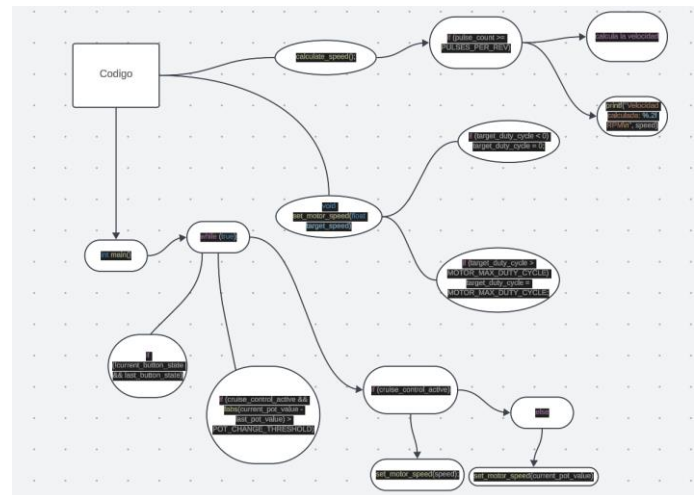 Codigo
calculate_speed();
if (pulse_count >=
PULSES_PER_REV)
calcula la velocidad
printf("Velocidad
calculada: %.2f
RPM\n", speed)
if (target_duty_cycle < 0)
target_duty_cycle = 0;
void
set_motor_speed(float
target_speed)
if (target_duty_cycle >
MOTOR_MAX_DUTY_CYCLE)
target_duty_cycle =
MOTOR_MAX_DUTY_CYCLE;
int main()
while (true)
if
(!current_button_state
&& last_button_state)
if (cruise_control_active &&
fabs(current_pot_value -
last_pot_value) >
POT_CHANGE_THRESHOLD)
if (cruise_control_active)
else
set_motor_speed(speed);
set_motor_speed(current_pot_value)